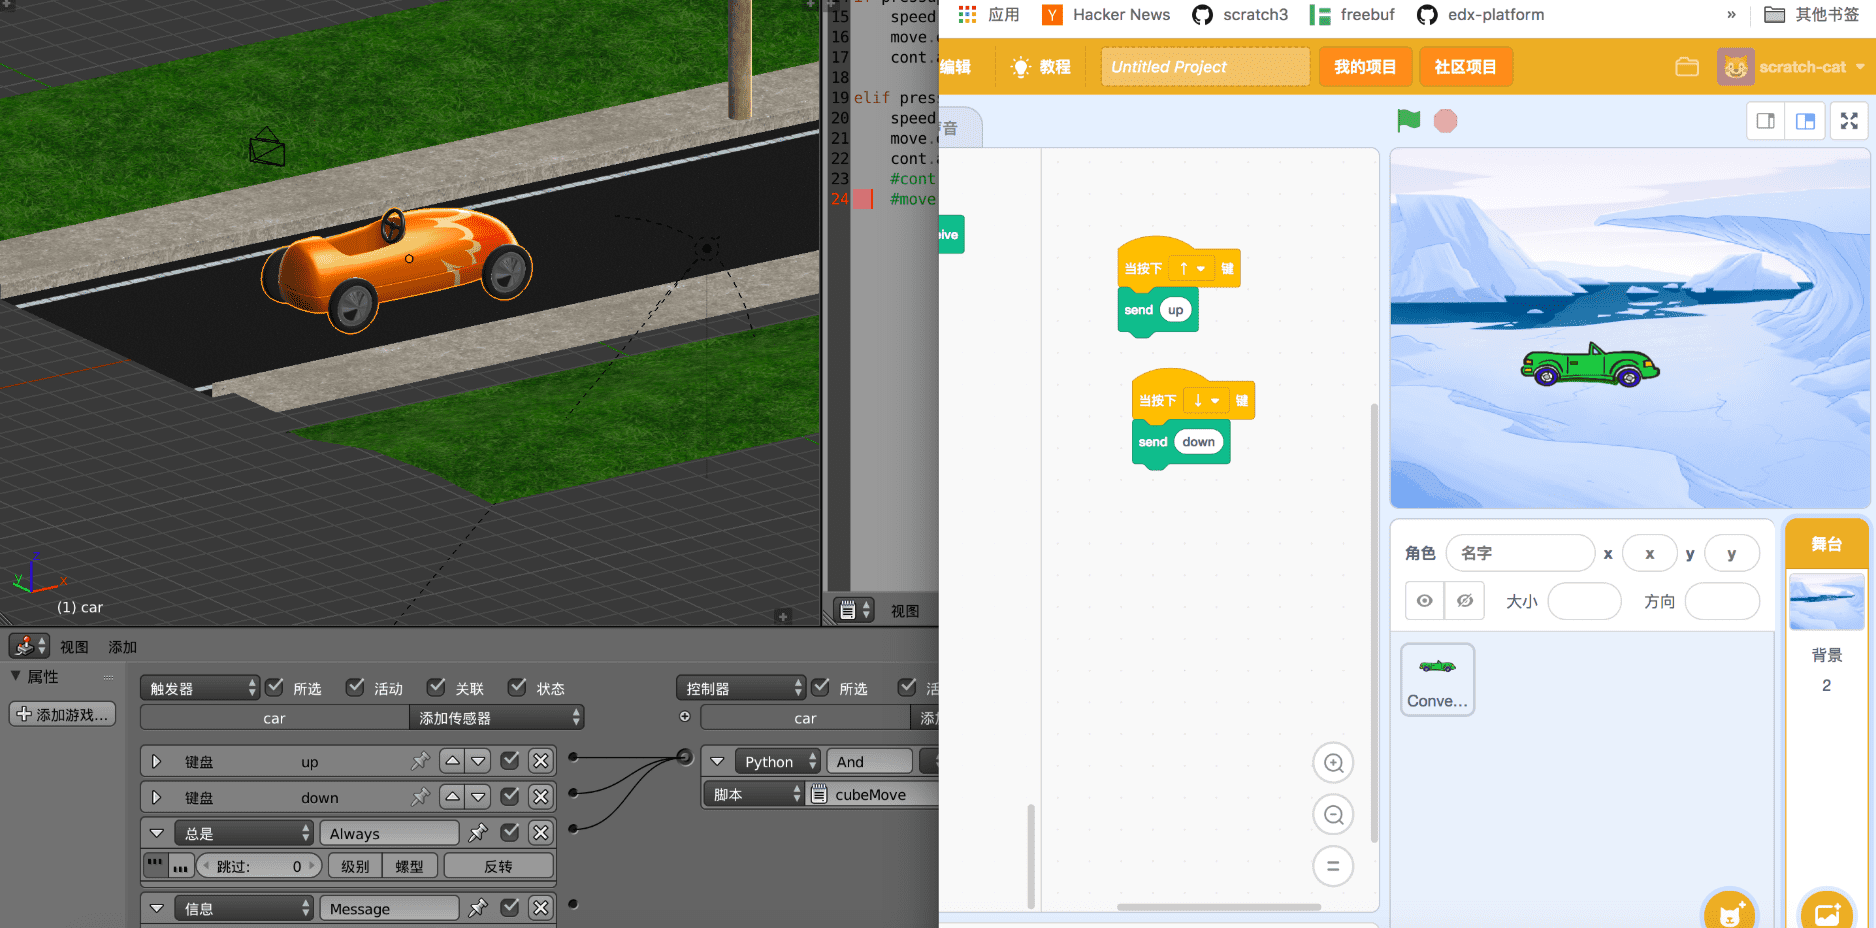 15 speed
16 move.
17 cont.
18
19 elif press
20 speed
21 move.
22 cont.
23 #cont
24 #move
视图
(1) car
视图 添加
属性
添加游戏...
触发器 所选 活动 关联 状态
car 添加传感器
键盘 up
键盘 down
总是 Always
跳过: 0 级别 螺型 反转
信息 Message
控制器 所选
car
Python And
脚本 cubeMove
应用 Hacker News scratch3 freebuf edx-platform » 其他书签
编辑 教程 Untitled Project 我的项目 社区项目 scratch-cat
音
eive
当按下 ↑ 键
send up
当按下 ↓ 键
send down
角色 名字 x x y y
大小 方向
Conve...
舞台
背景
2